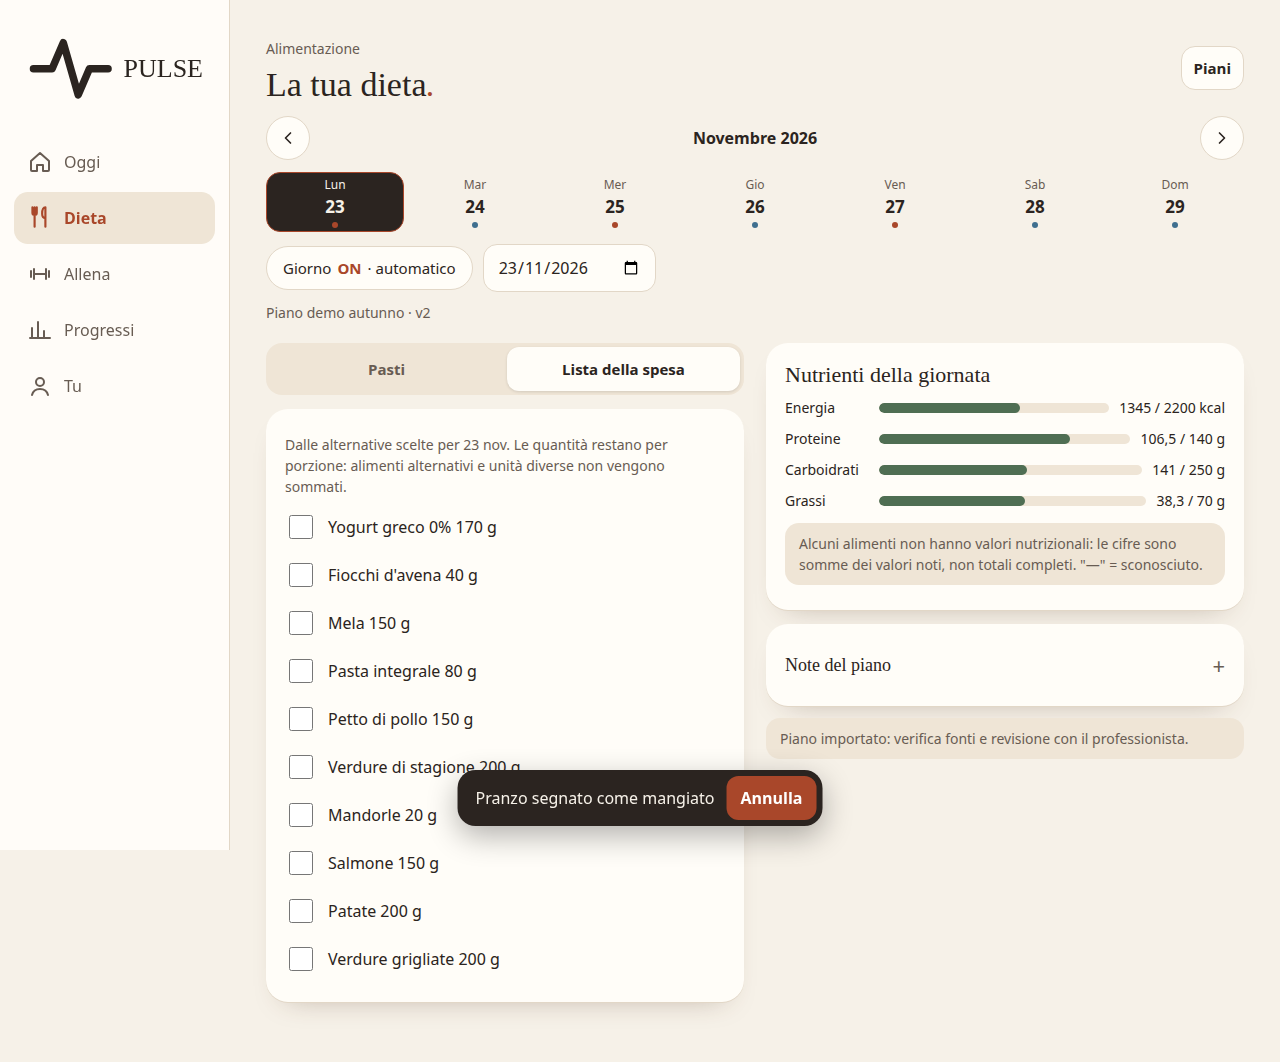 PULSE
Oggi
Dieta
Allena
Progressi
Tu
Alimentazione
La tua dieta.
Piani
Novembre 2026
Lun
23
Mar
24
Mer
25
Gio
26
Ven
27
Sab
28
Dom
29
Giorno ON · automatico
23/11/2026
Piano demo autunno · v2
Pasti
Lista della spesa
Dalle alternative scelte per 23 nov. Le quantità restano per
porzione: alimenti alternativi e unità diverse non vengono
sommati.
Yogurt greco 0% 170 g
Fiocchi d'avena 40 g
Mela 150 g
Pasta integrale 80 g
Petto di pollo 150 g
Verdure di stagione 200 g
Mandorle 20 g
Salmone 150 g
Patate 200 g
Verdure grigliate 200 g
Pranzo segnato come mangiato
Annulla
Nutrienti della giornata
Energia 1345 / 2200 kcal
Proteine 106,5 / 140 g
Carboidrati 141 / 250 g
Grassi 38,3 / 70 g
Alcuni alimenti non hanno valori nutrizionali: le cifre sono
somme dei valori noti, non totali completi. "—" = sconosciuto.
Note del piano +
Piano importato: verifica fonti e revisione con il professionista.